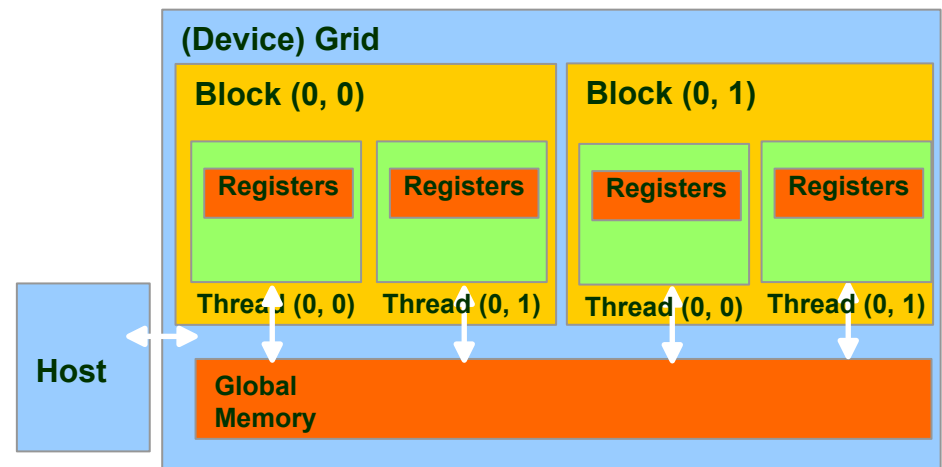 (Device) Grid
Block (0, 0)
Block (0, 1)
Registers
Registers
Registers
Registers
Thread (0, 0)
Thread (0, 1)
Thread (0, 0)
Thread (0, 1)
Host
Global
Memory